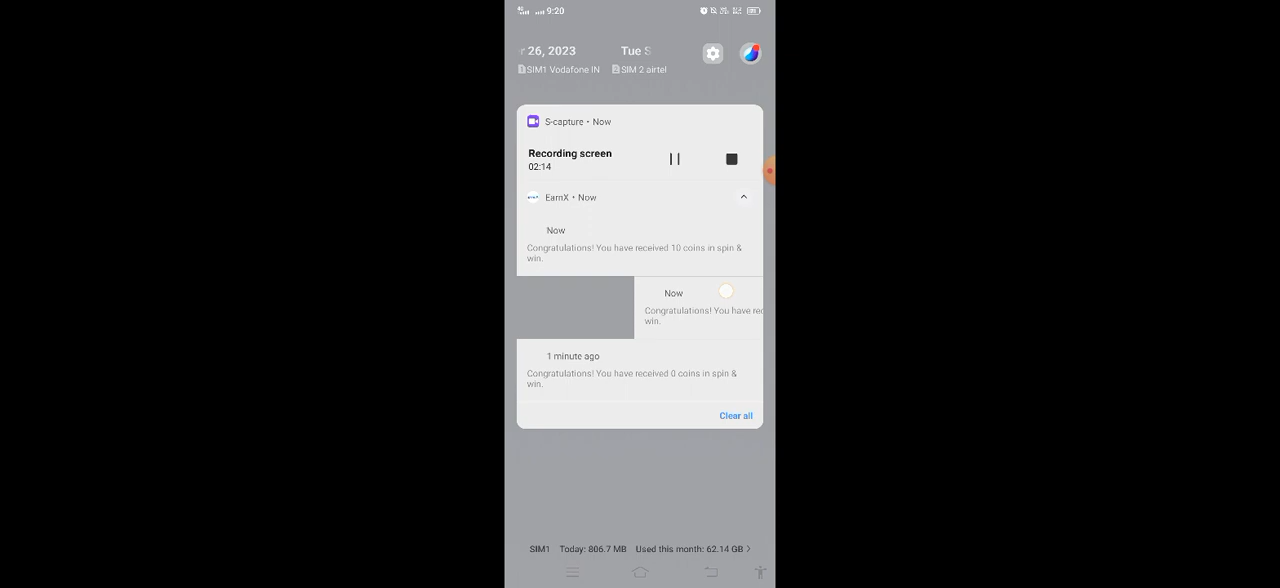 9:20
26, 2023 Tue
SIM1 Vodafone IN SIM 2 airtel
S-capture • Now
Recording screen
02:14
EarnX • Now
Now
Congratulations! You have received 10 coins in spin &
win.
Now
Congratulations! You have
win.
1 minute ago
Congratulations! You have received 0 coins in spin &
win.
Clear all
SIM1 Today: 806.7 MB Used this month: 62.14 GB